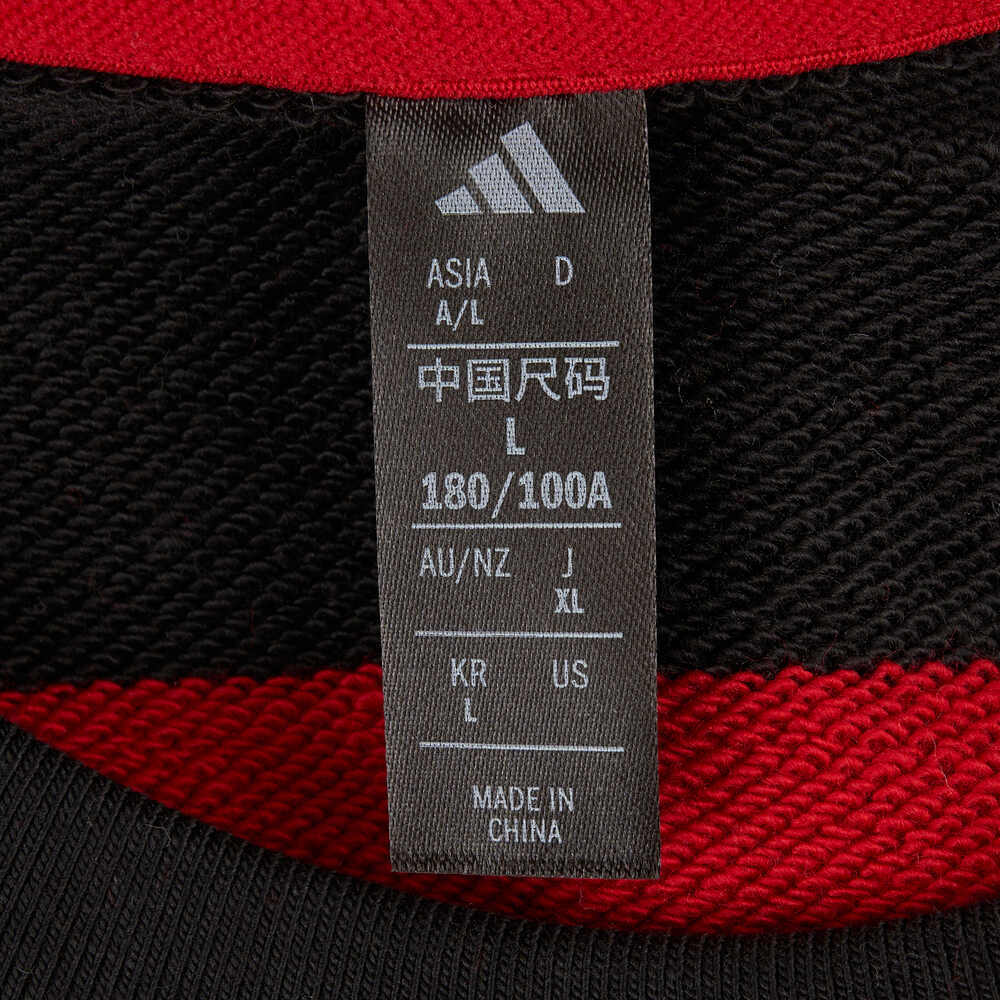 ASIA D
A/L
中国尺码
L
180/100A
AU/NZ J
XL
KR US
L
MADE IN
CHINA